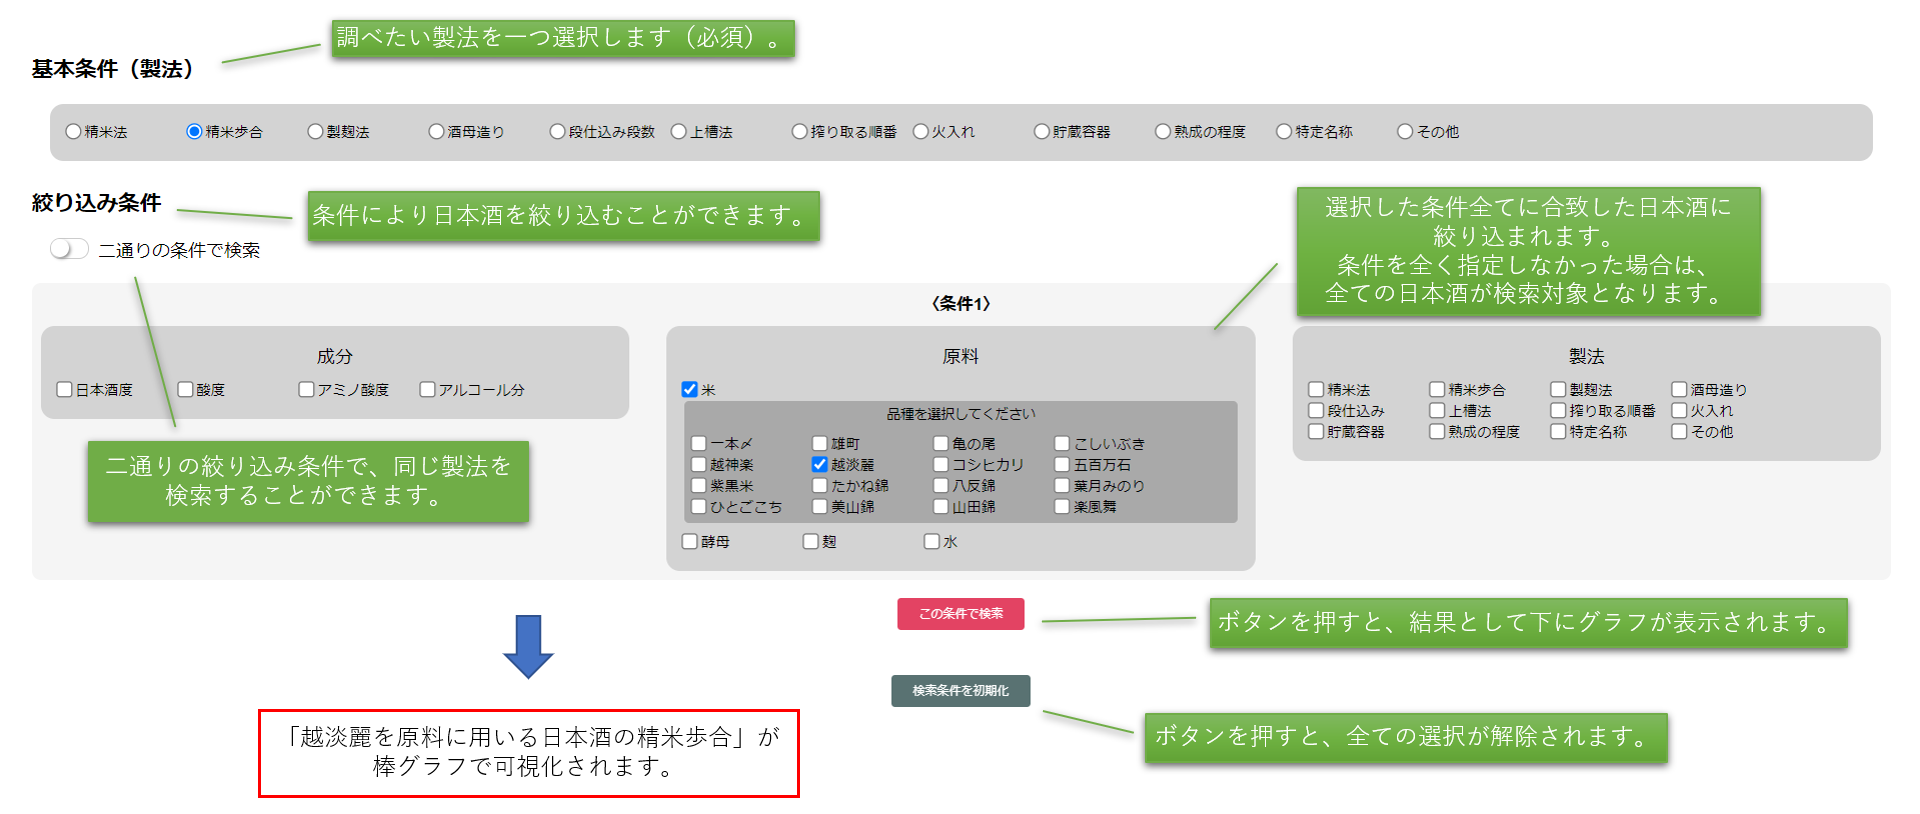 調べたい製法を一つ選択します（必須）。
基本条件（製法）
精米法 精米歩合 製麹法 酒母造り 段仕込み段数 上槽法 搾り取る順番 火入れ 貯蔵容器 熟成の程度 特定名称 その他
絞り込み条件
条件により日本酒を絞り込むことができます。
二通りの条件で検索
選択した条件全てに合致した日本酒に
絞り込まれます。
条件を全く指定しなかった場合は、
全ての日本酒が検索対象となります。
〈条件1〉
成分
日本酒度 酸度 アミノ酸度 アルコール分
二通りの絞り込み条件で、同じ製法を
検索することができます。
原料
米
品種を選択してください
一本〆 雄町 亀の尾 こしいぶき
越神楽 越淡麗 コシヒカリ 五百万石
紫黒米 たかね錦 八反錦 葉月みのり
ひとごこち 美山錦 山田錦 楽風舞
酵母 麹 水
製法
精米法 精米歩合 製麹法 酒母造り
段仕込み 上槽法 搾り取る順番 火入れ
貯蔵容器 熟成の程度 特定名称 その他
この条件で検索
ボタンを押すと、結果として下にグラフが表示されます。
検索条件を初期化
ボタンを押すと、全ての選択が解除されます。
「越淡麗を原料に用いる日本酒の精米歩合」が
棒グラフで可視化されます。